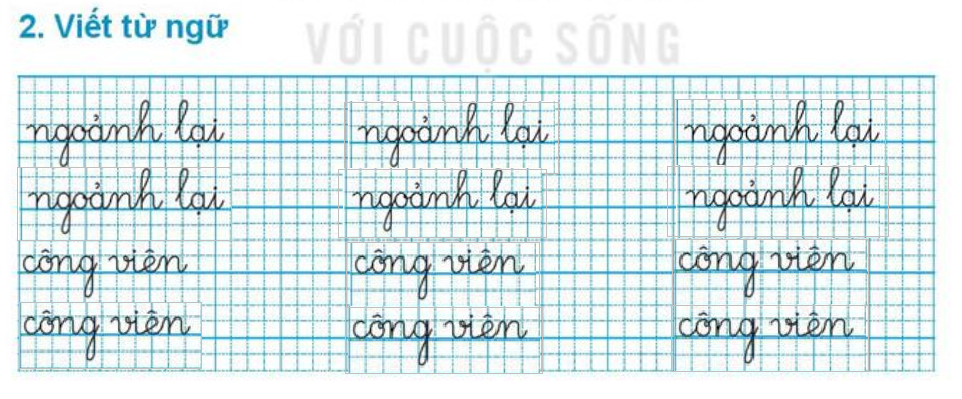 2. Viết từ ngữ
VỚI CUỘC SỐNG
ngoảnh lại ngoảnh lại ngoảnh lại
ngoảnh lại ngoảnh lại ngoảnh lại
công viên công viên công viên
công viên công viên công viên